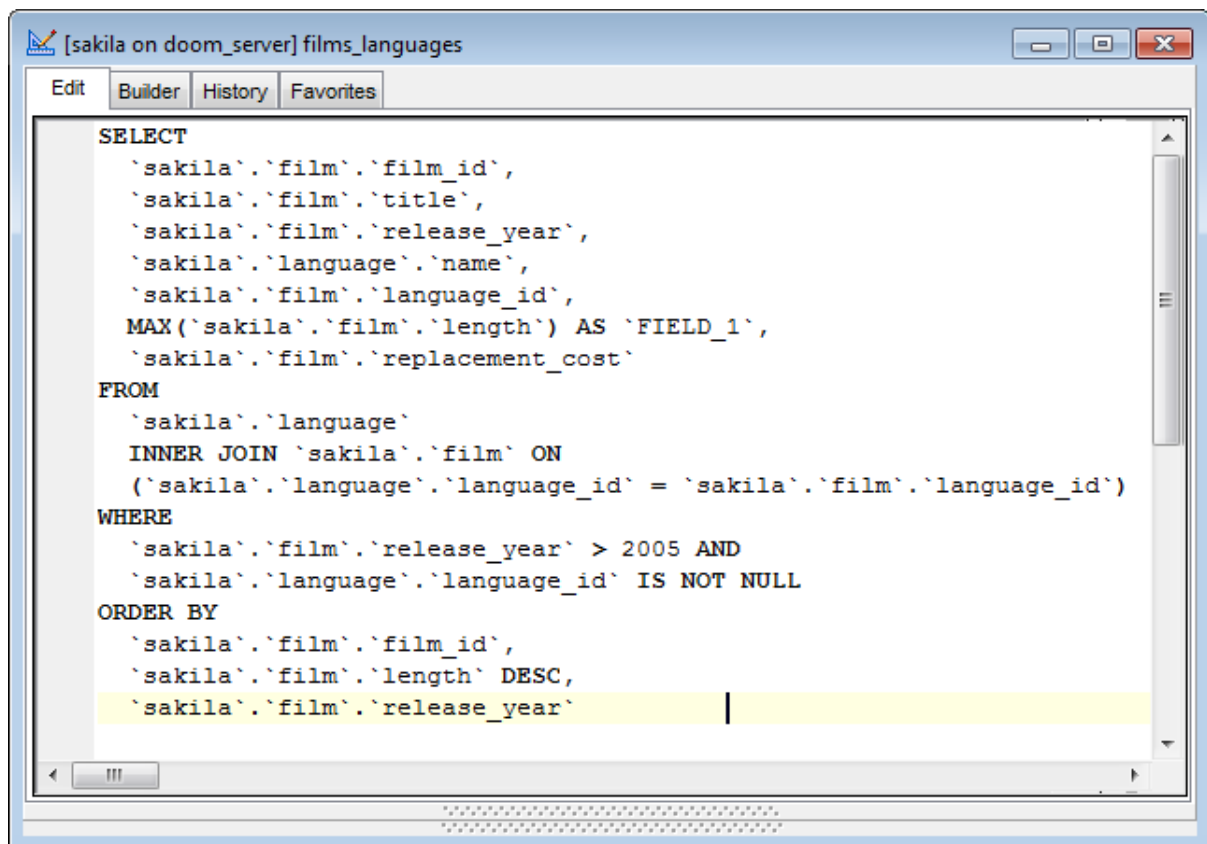 [sakila on doom_server] films_languages
Edit Builder History Favorites
SELECT
`sakila`.`film`.`film_id`,
`sakila`.`film`.`title`,
`sakila`.`film`.`release_year`,
`sakila`.`language`.`name`,
`sakila`.`film`.`language_id`,
MAX(`sakila`.`film`.`length`) AS `FIELD_1`,
`sakila`.`film`.`replacement_cost`
FROM
`sakila`.`language`
INNER JOIN `sakila`.`film` ON
(`sakila`.`language`.`language_id` = `sakila`.`film`.`language_id`)
WHERE
`sakila`.`film`.`release_year` > 2005 AND
`sakila`.`language`.`language_id` IS NOT NULL
ORDER BY
`sakila`.`film`.`film_id`,
`sakila`.`film`.`length` DESC,
`sakila`.`film`.`release_year`